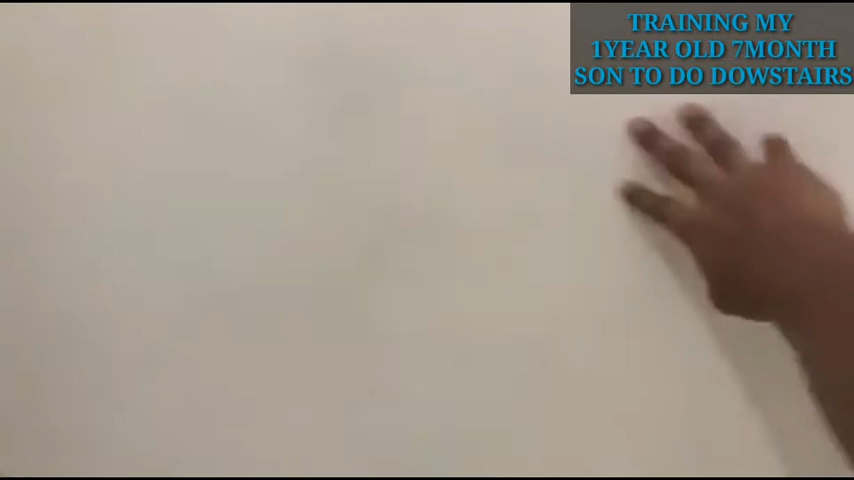 TRAINING MY
1YEAR OLD 7MONTH
SON TO DO DOWSTAIRS